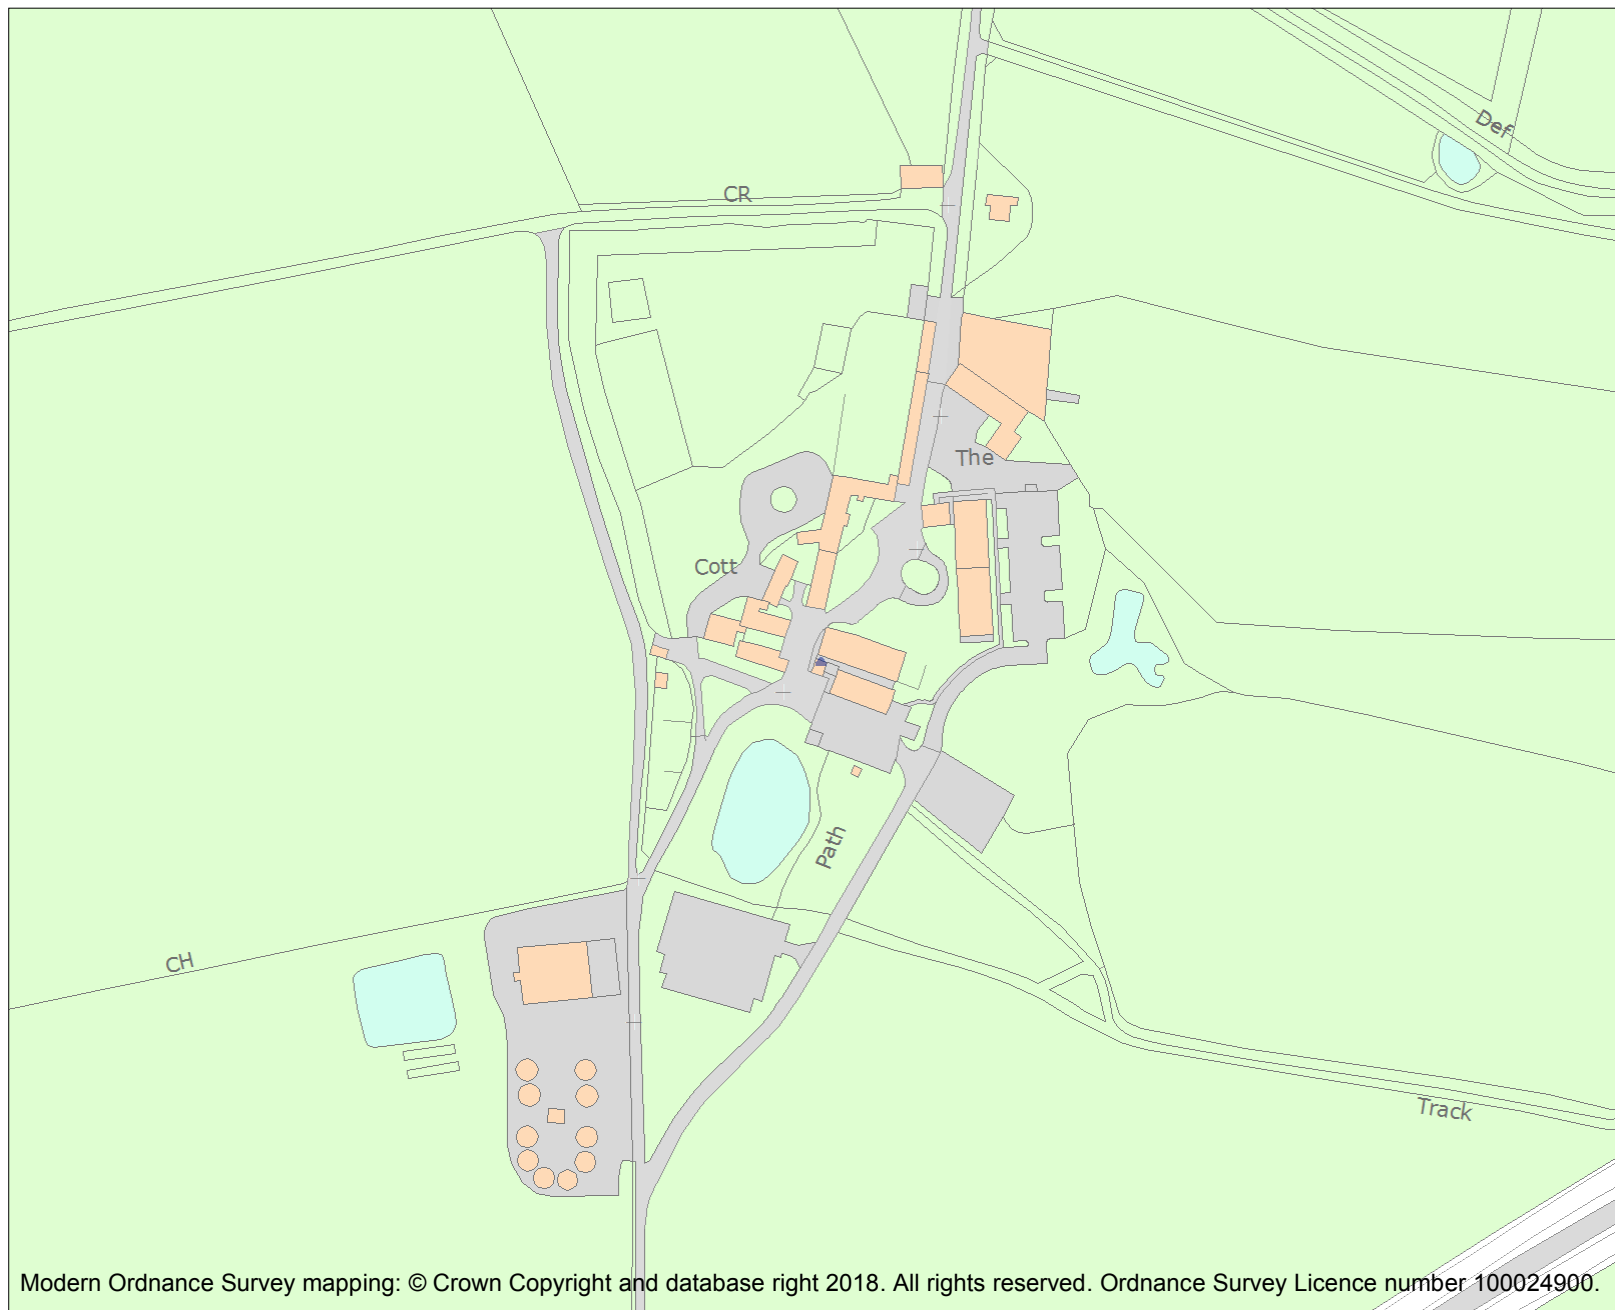 Def
CR
The
Cott
Path
CH
Track
Modern Ordnance Survey mapping: © Crown Copyright and database right 2018. All rights reserved. Ordnance Survey Licence number 100024900.